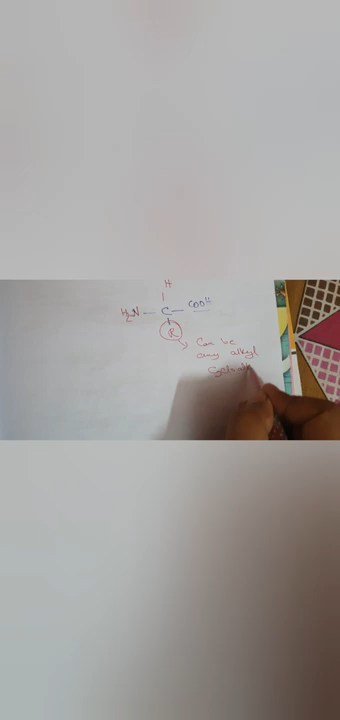 H
H2N — C — COOH
R
Can be
any alkyl